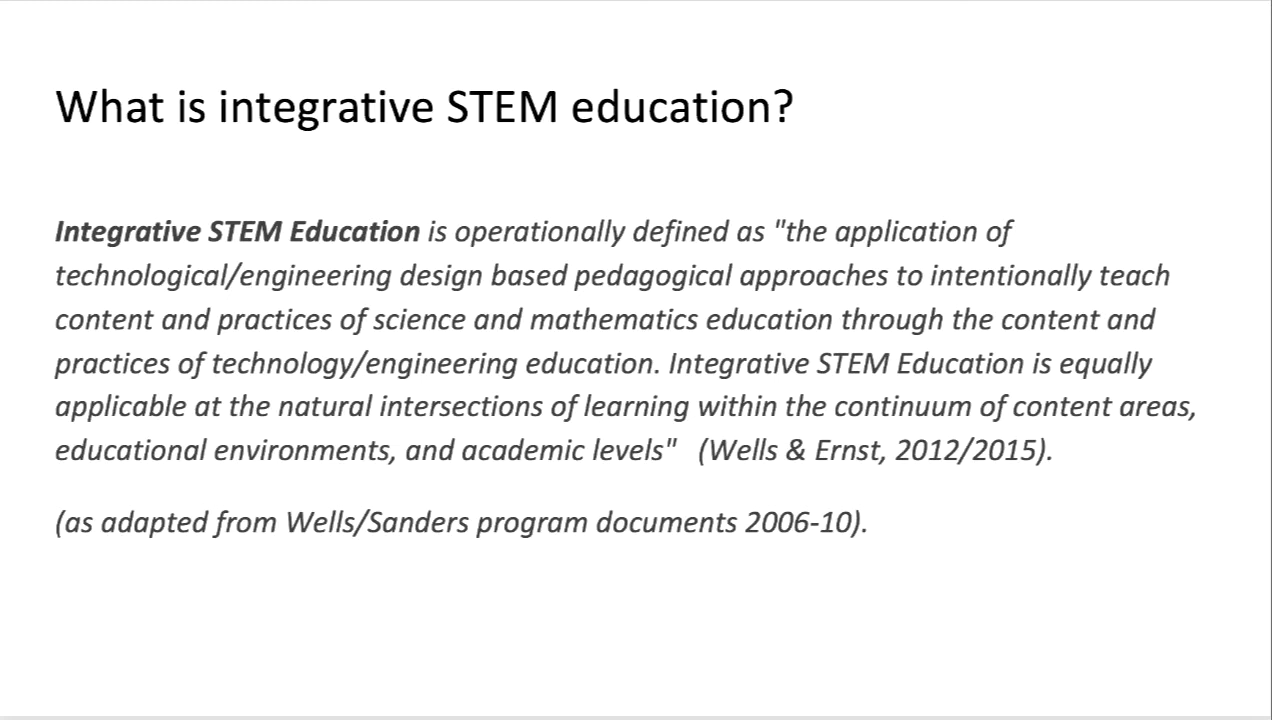 What is integrative STEM education?
Integrative STEM Education is operationally defined as "the application of
technological/engineering design based pedagogical approaches to intentionally teach
content and practices of science and mathematics education through the content and
practices of technology/engineering education. Integrative STEM Education is equally
applicable at the natural intersections of learning within the continuum of content areas,
educational environments, and academic levels"   (Wells & Ernst, 2012/2015).
(as adapted from Wells/Sanders program documents 2006-10).